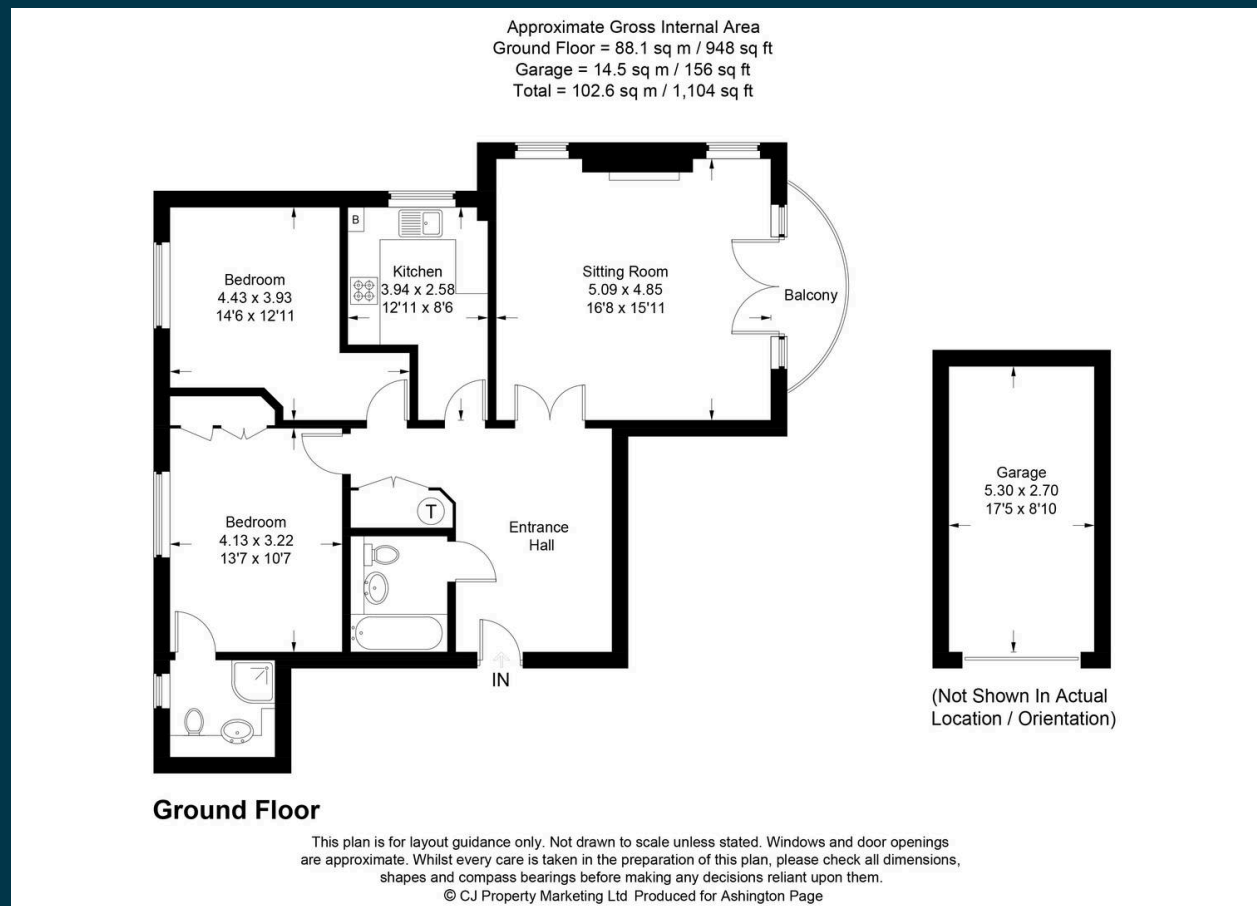 Approximate Gross Internal Area
Ground Floor = 88.1 sq m / 948 sq ft
Garage = 14.5 sq m / 156 sq ft
Total = 102.6 sq m / 1,104 sq ft
B
Bedroom
4.43 x 3.93
14'6 x 12'11
Kitchen
3.94 x 2.58
12'11 x 8'6
Sitting Room
5.09 x 4.85
16'8 x 15'11
Balcony
Bedroom
4.13 x 3.22
13'7 x 10'7
T
Entrance
Hall
IN
Garage
5.30 x 2.70
17'5 x 8'10
(Not Shown In Actual
Location / Orientation)
Ground Floor
This plan is for layout guidance only. Not drawn to scale unless stated. Windows and door openings
are approximate. Whilst every care is taken in the preparation of this plan, please check all dimensions,
shapes and compass bearings before making any decisions reliant upon them.
© CJ Property Marketing Ltd Produced for Ashington Page